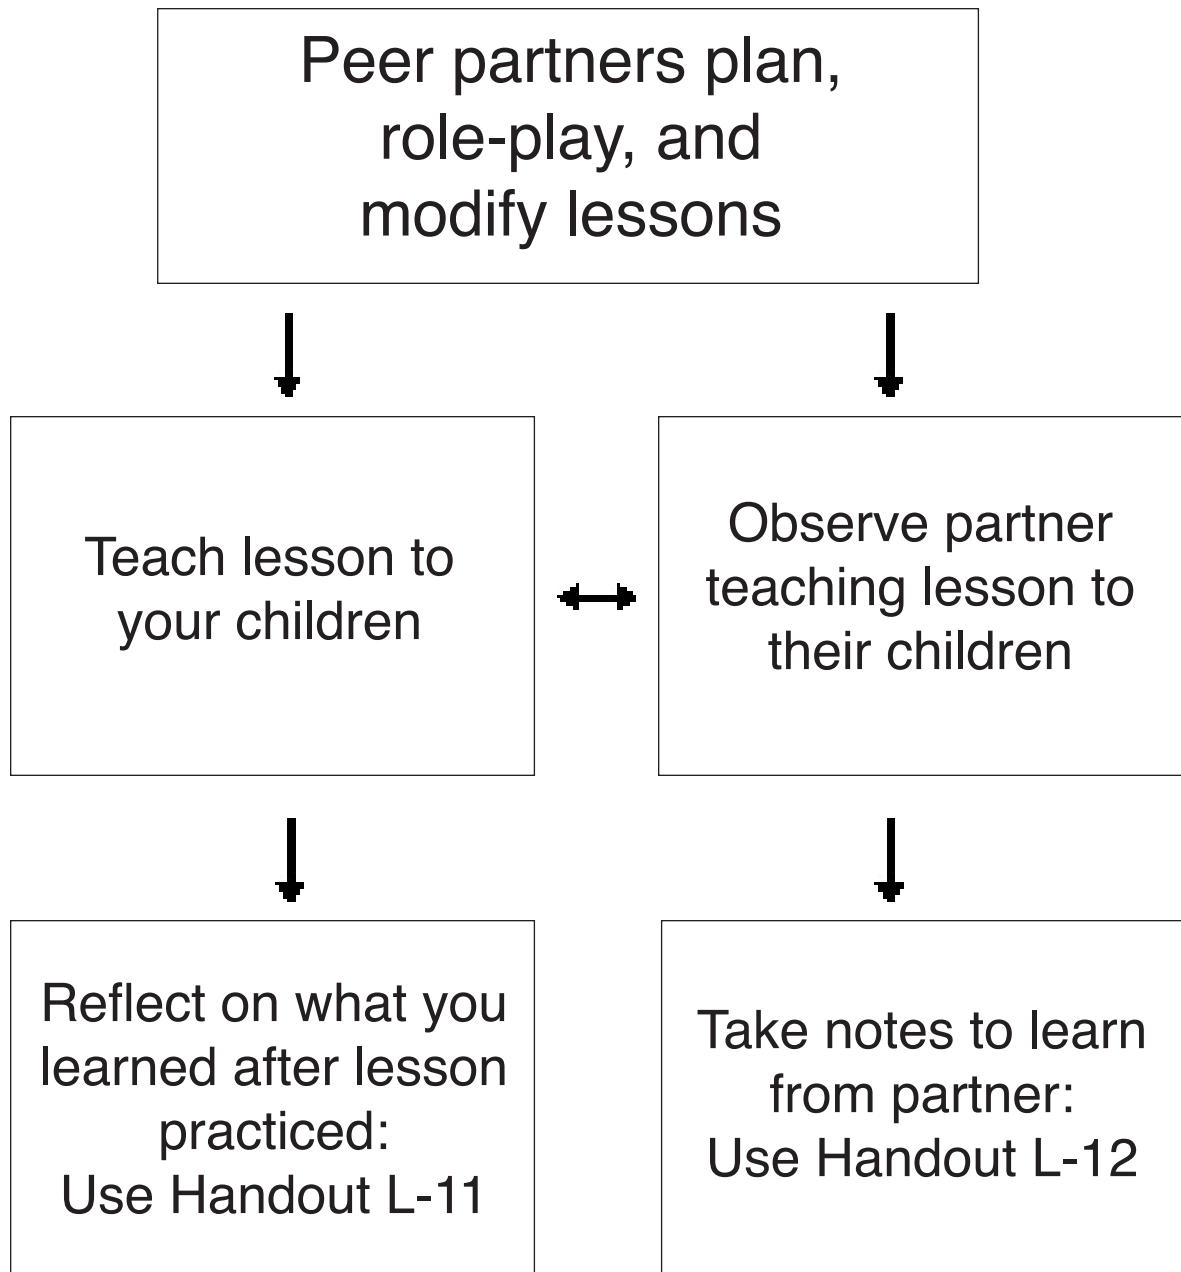 Peer partners plan,
role-play, and
modify lessons
Teach lesson to
your children
Observe partner
teaching lesson to
their children
Reflect on what you
learned after lesson
practiced:
Use Handout L-11
Take notes to learn
from partner:
Use Handout L-12